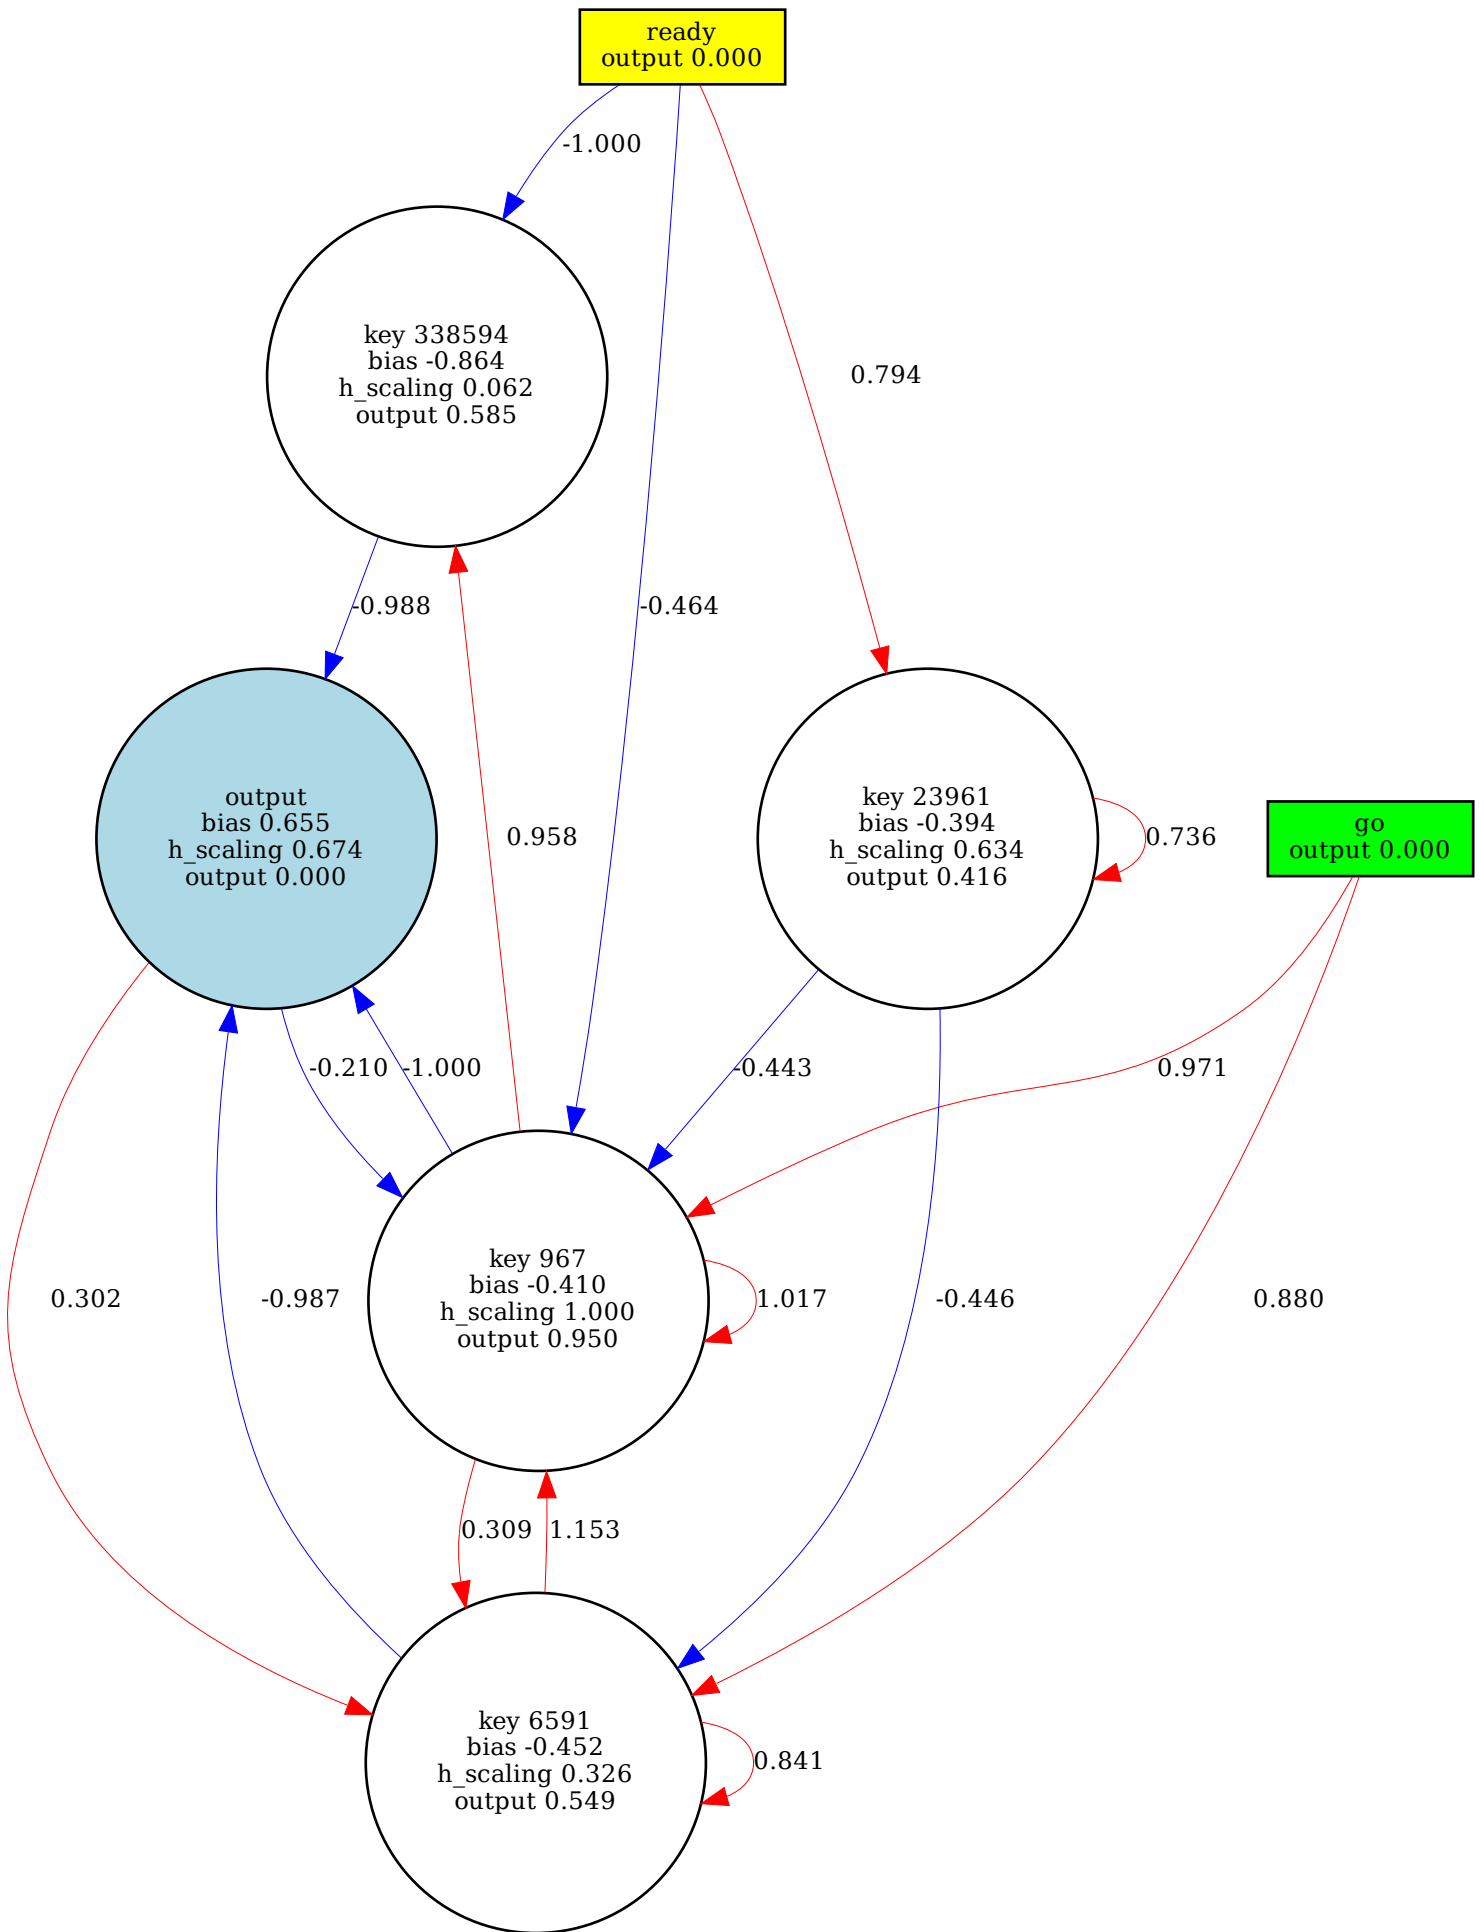 ready
output 0.000
-1.000
key 338594
bias -0.864
h_scaling 0.062
output 0.585
0.794
-0.988
-0.464
output
bias 0.655
h_scaling 0.674
output 0.000
0.958
key 23961
bias -0.394
h_scaling 0.634
output 0.416
0.736
go
output 0.000
-0.210
-1.000
-0.443
0.971
0.302
-0.987
key 967
bias -0.410
h_scaling 1.000
output 0.950
1.017
-0.446
0.880
0.309
1.153
key 6591
bias -0.452
h_scaling 0.326
output 0.549
0.841